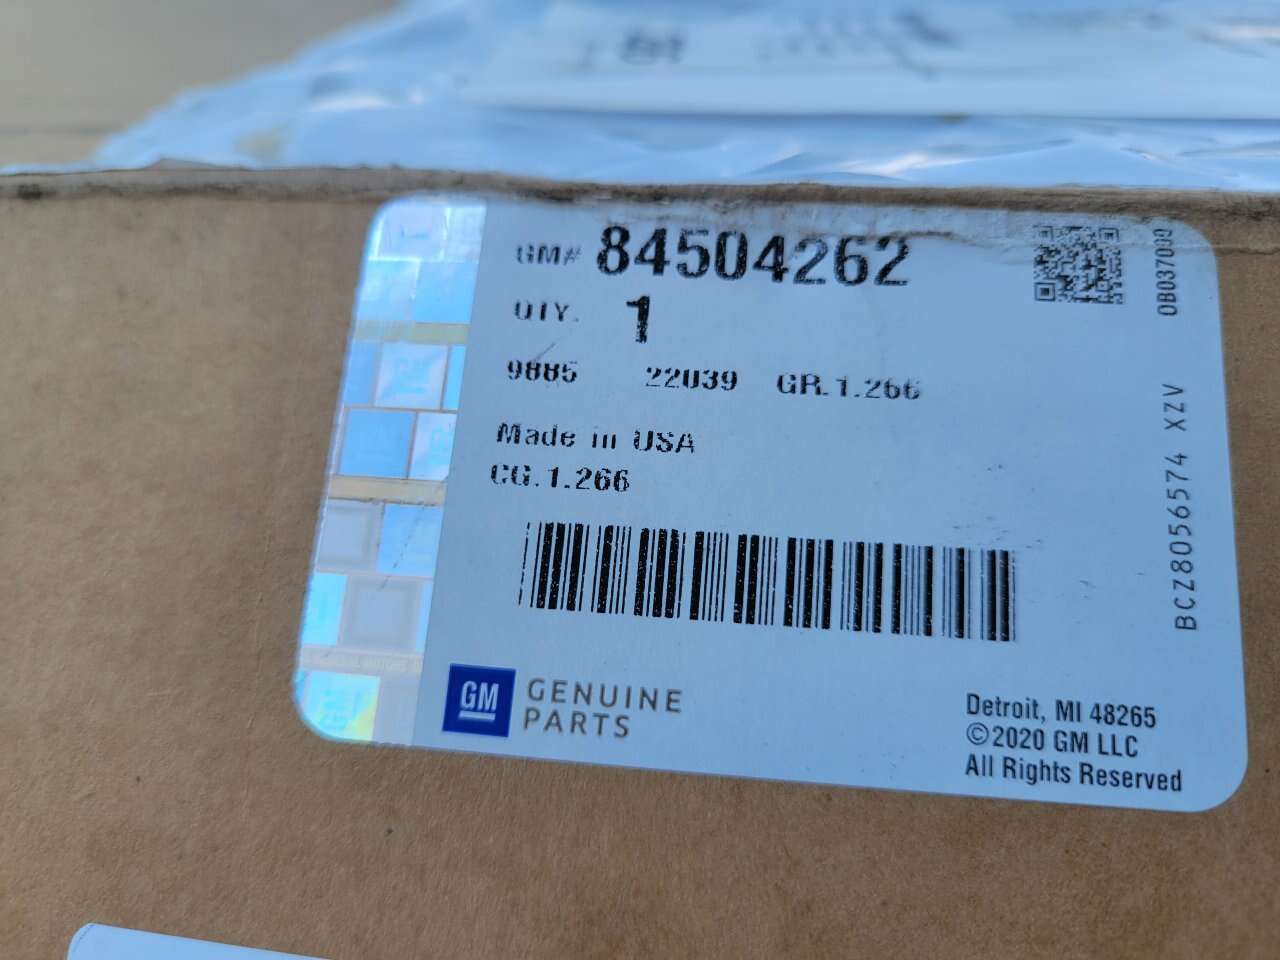 GM# 84504262
QTY. 1
9885 22039 GR.1.266
Made in USA
CG.1.266
GM GENUINE
PARTS
Detroit, MI 48265
©2020 GM LLC
All Rights Reserved
0B037009
BCZ8056574 XZV